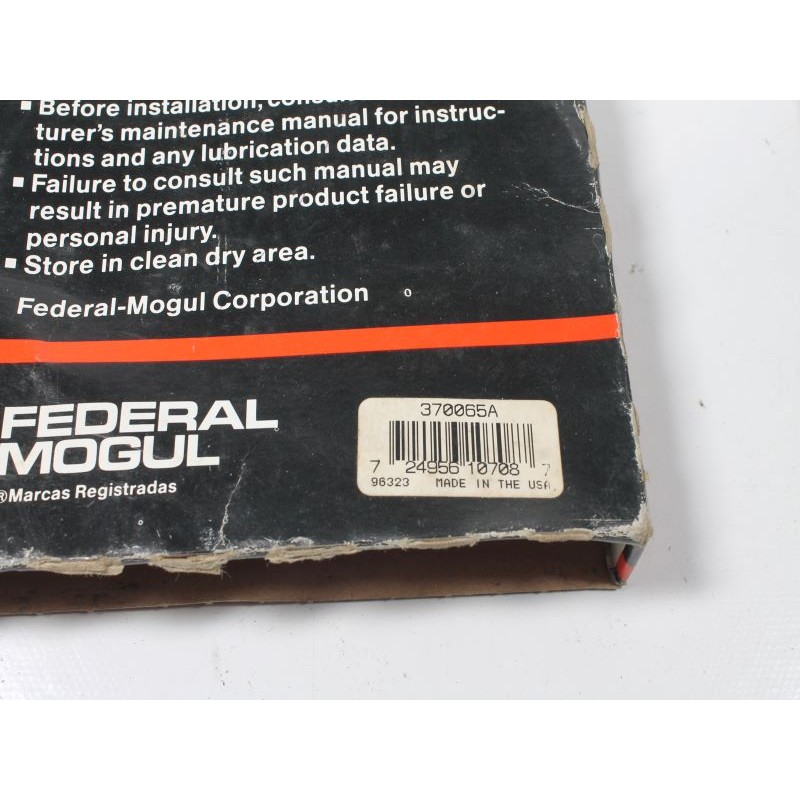 ▪ Before installation,
turer's maintenance manual for instruc-
tions and any lubrication data.
▪ Failure to consult such manual may
result in premature product failure or
personal injury.
▪ Store in clean dry area.
Federal-Mogul Corporation
FEDERAL
MOGUL
®Marcas Registradas
370065A
7 24956 10708 7
96323 MADE IN THE USA.